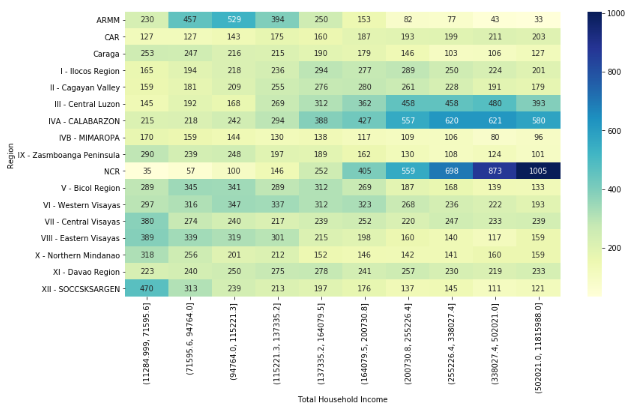 ARMM 230 457 529 394 250 153 82 77 43 33
CAR 127 127 143 175 160 187 193 199 211 203
Caraga 253 247 216 215 190 179 146 103 106 127
I - Ilocos Region 165 194 218 236 294 277 289 250 224 201
II - Cagayan Valley 159 181 209 255 276 280 261 228 191 179
III - Central Luzon 145 192 168 269 312 362 458 458 480 393
IVA - CALABARZON 215 218 242 294 388 427 557 620 621 580
IVB - MIMAROPA 170 159 144 130 138 117 109 106 80 96
IX - Zasmboanga Peninsula 290 239 248 197 189 162 130 108 124 101
NCR 35 57 100 146 252 405 559 698 873 1005
V - Bicol Region 289 345 341 289 312 269 187 168 139 133
VI - Western Visayas 297 316 347 337 312 323 268 236 222 193
VII - Central Visayas 380 274 240 217 239 252 220 247 233 239
VIII - Eastern Visayas 389 339 319 301 215 198 160 140 117 159
X - Northern Mindanao 318 256 201 212 152 146 142 141 160 159
XI - Davao Region 223 240 250 275 278 241 257 230 219 233
XII - SOCCSKSARGEN 470 313 239 213 197 176 137 145 111 121
Region
(11284.999, 71595.6]
(71595.6, 94764.0]
(94764.0, 115221.3]
(115221.3, 137335.2]
(137335.2, 164079.5]
(164079.5, 200730.8]
(200730.8, 255226.4]
(255226.4, 338027.4]
(338027.4, 502021.0]
(502021.0, 11815988.0]
Total Household Income
1000
800
600
400
200